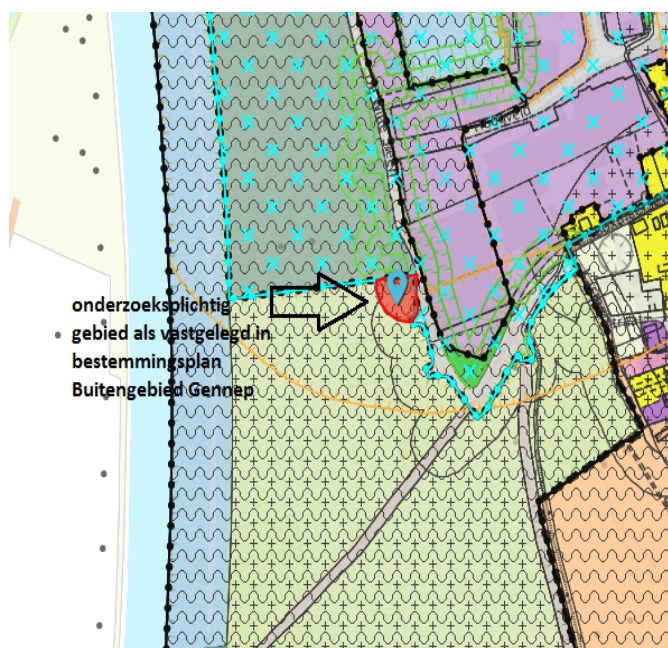 onderzoeksplichtig
gebied als vastgelegd in
bestemmingsplan
Buitengebied Gennep